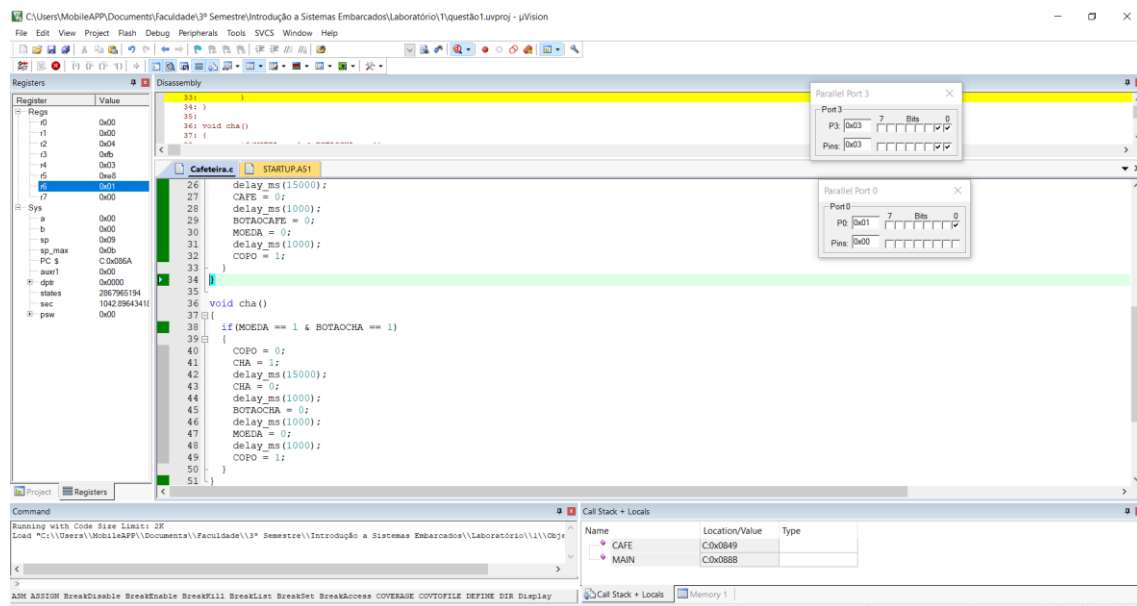 C:\Users\MobileAPP\Documents\Faculdade\3º Semestre\Introdução a Sistemas Embarcados\Laboratório\1\questão1.uvproj - µVision
File Edit View Project Flash Debug Peripherals Tools SVCS Window Help
Registers
Register Value
Regs
r0 0x00
r1 0x00
r2 0x04
r3 0xfb
r4 0x03
r5 0xe8
r6 0x01
r7 0x00
Sys
a 0x00
b 0x00
sp 0x09
sp_max 0x0b
PC $ C:0x086A
auxr1 0x00
dptr 0x0000
states 2867965194
sec 1042.89643418
psw 0x00
Project Registers
Disassembly
33: }
34: }
35:
36: void cha()
37: {
Parallel Port 3
Port 3
P3: 0x03 7 Bits 0
Pins: 0x03
Cafeteira.c STARTUP.A51
26 delay_ms(15000);
27 CAFE = 0;
28 delay_ms(1000);
29 BOTAOCAFE = 0;
30 MOEDA = 0;
31 delay_ms(1000);
32 COPO = 1;
33 }
34 }
35
36 void cha()
37 {
38 if(MOEDA == 1 & BOTAOCHA == 1)
39 {
40 COPO = 0;
41 CHA = 1;
42 delay_ms(15000);
43 CHA = 0;
44 delay_ms(1000);
45 BOTAOCHA = 0;
46 delay_ms(1000);
47 MOEDA = 0;
48 delay_ms(1000);
49 COPO = 1;
50 }
51 }
Parallel Port 0
Port 0
P0: 0x01 7 Bits 0
Pins: 0x00
Command
Running with Code Size Limit: 2K
Load "C:\\Users\\MobileAPP\\Documents\\Faculdade\\3º Semestre\\Introdução a Sistemas Embarcados\\Laboratório\\1\\Obje
>
ASM ASSIGN BreakDisable BreakEnable BreakKill BreakList BreakSet BreakAccess COVERAGE COVTOFILE DEFINE DIR Display
Call Stack + Locals
Name Location/Value Type
CAFE C:0x0849
MAIN C:0x088B
Call Stack + Locals Memory 1